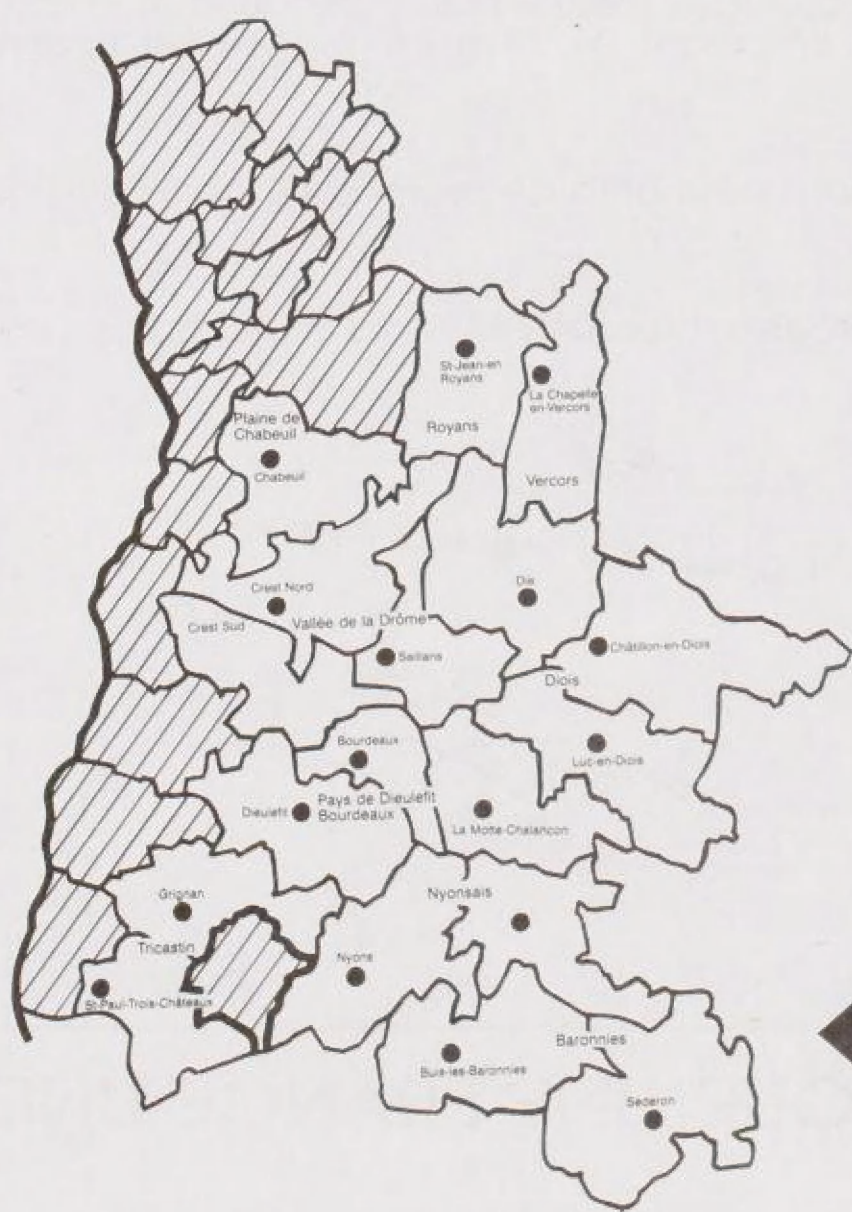 St-Jean-en
Royans
La Chapelle
en-Vercors
Plaine de
Chabeuil
Royans
Chabeuil
Vercors
Crest Nord
Die
Crest Sud
Vallée de la Drôme
Châtillon-en-Diois
Saillans
Diois
Bourdeaux
Luc-en-Diois
Dieulefit
Pays de Dieulefit
Bourdeaux
La Motte-Chalancon
Grignan
Nyonsais
Tricastin
Nyons
St-Paul-Trois-Châteaux
Baronnies
Buis-les-Baronnies
Sederon